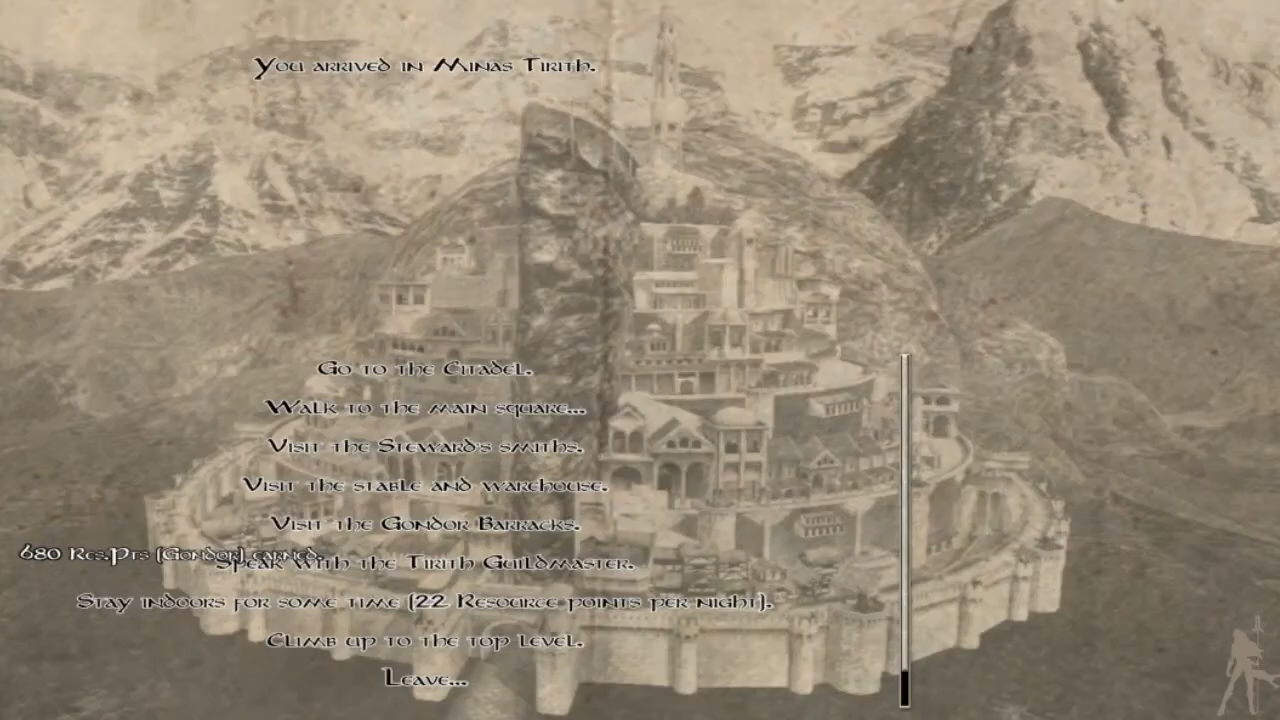 You arrived in Minas Tirith.
Go to the Citadel.
Walk to the main square...
Visit the Steward's smiths.
Visit the stable and warehouse.
Visit the Gondor Barracks.
680 Res.Pts (Gondor) earned.
Speak with the Tirith Guildmaster.
Stay indoors for some time (22 Resource points per night).
Climb up to the top level.
Leave...